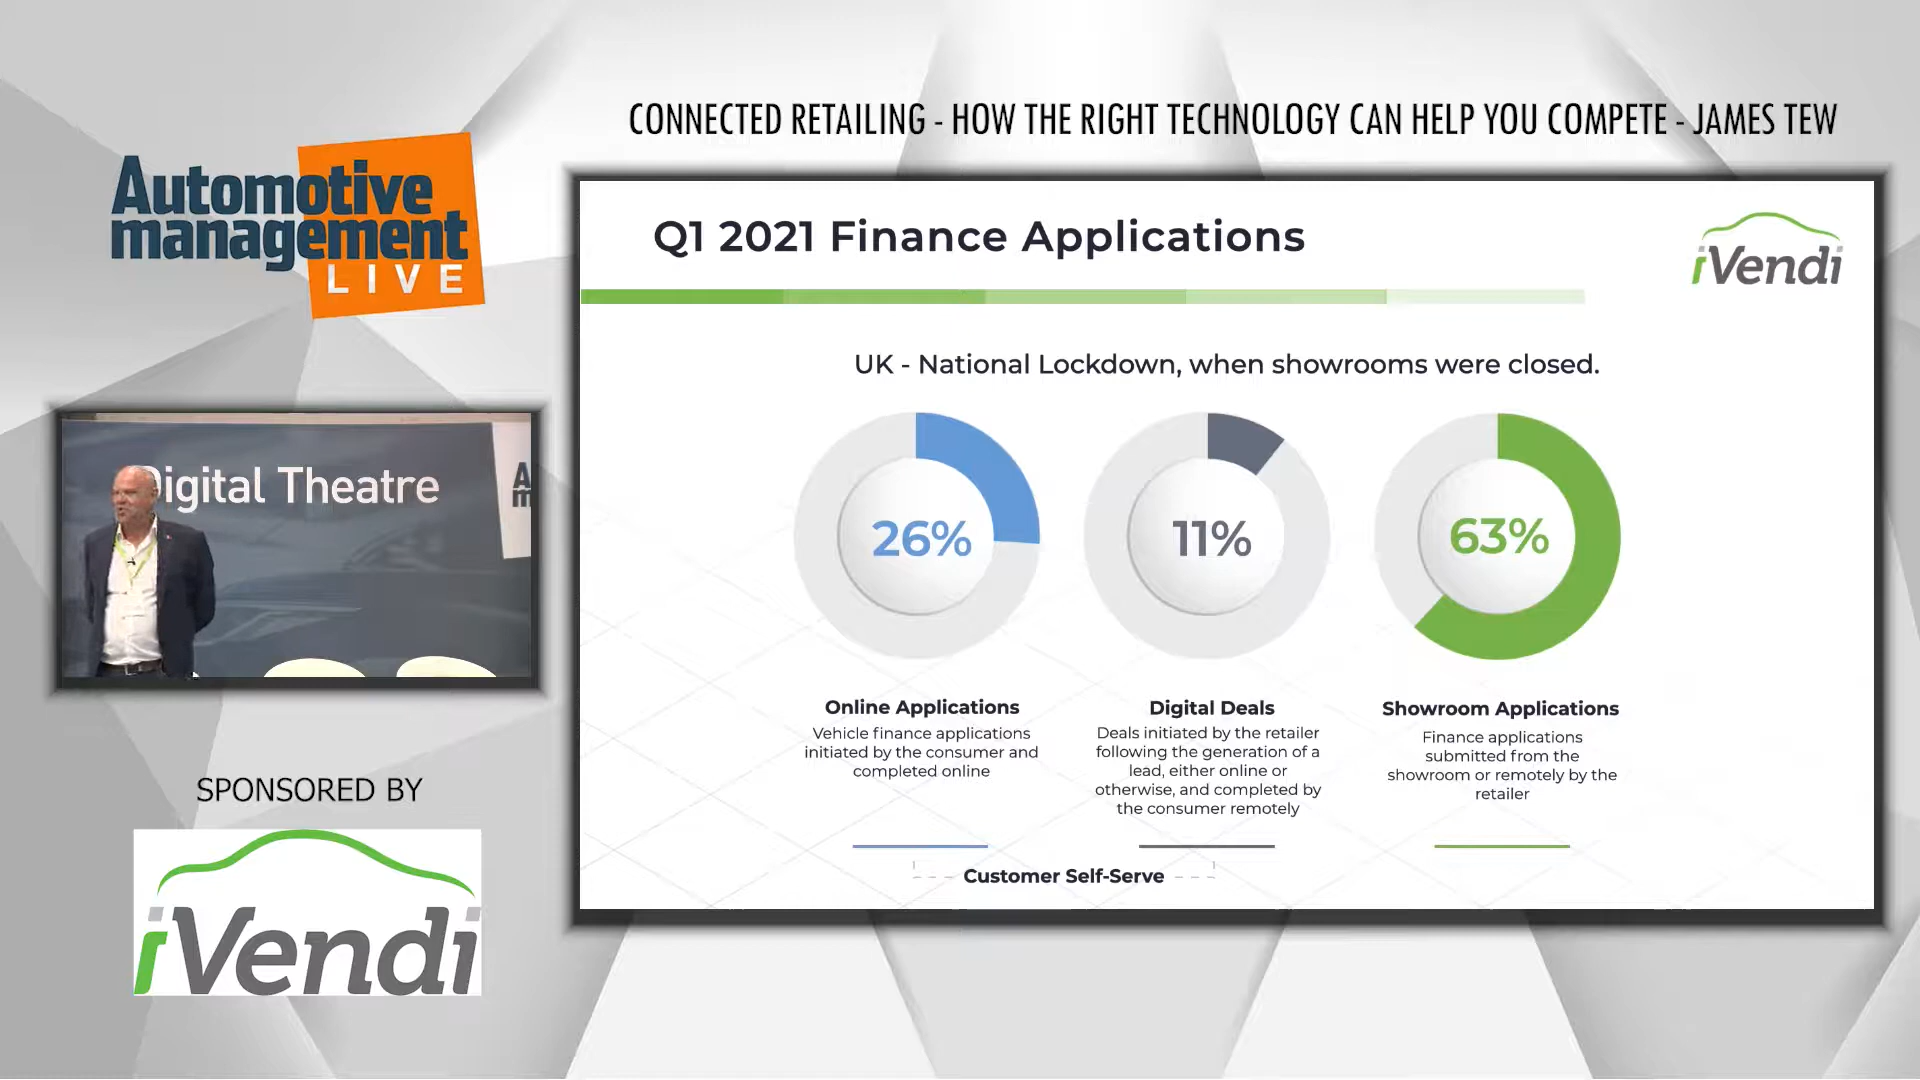 CONNECTED RETAILING - HOW THE RIGHT TECHNOLOGY CAN HELP YOU COMPETE - JAMES TEW
Automotive
management
LIVE
Q1 2021 Finance Applications
iVendi
UK - National Lockdown, when showrooms were closed.
Digital Theatre
A
m
26%
11%
63%
Online Applications
Vehicle finance applications
initiated by the consumer and
completed online
Digital Deals
Deals initiated by the retailer
following the generation of a
lead, either online or
otherwise, and completed by
the consumer remotely
Showroom Applications
Finance applications
submitted from the
showroom or remotely by the
retailer
Customer Self-Serve
SPONSORED BY
iVendi